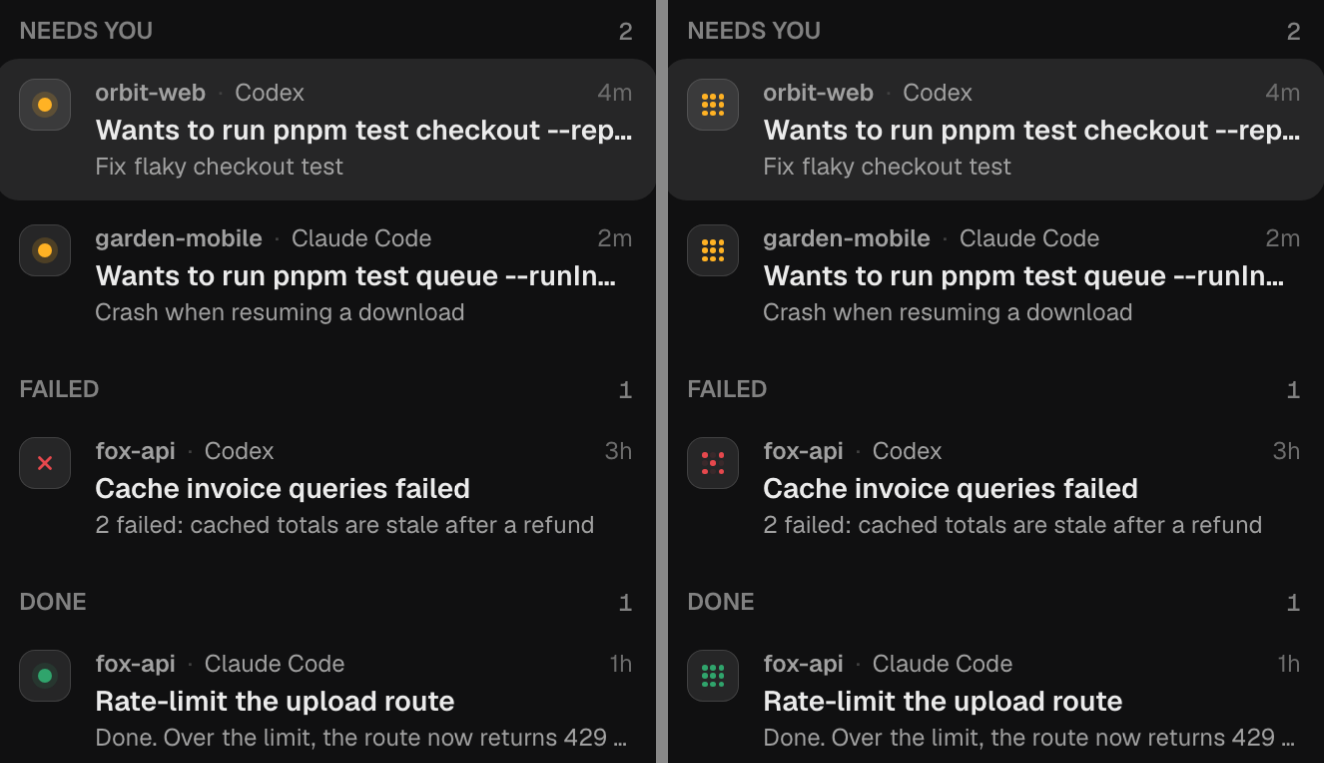 NEEDS YOU 2
orbit-web · Codex 4m
Wants to run pnpm test checkout --rep...
Fix flaky checkout test
garden-mobile · Claude Code 2m
Wants to run pnpm test queue --runIn...
Crash when resuming a download
FAILED 1
fox-api · Codex 3h
Cache invoice queries failed
2 failed: cached totals are stale after a refund
DONE 1
fox-api · Claude Code 1h
Rate-limit the upload route
Done. Over the limit, the route now returns 429 ...
NEEDS YOU 2
orbit-web · Codex 4m
Wants to run pnpm test checkout --rep...
Fix flaky checkout test
garden-mobile · Claude Code 2m
Wants to run pnpm test queue --runIn...
Crash when resuming a download
FAILED 1
fox-api · Codex 3h
Cache invoice queries failed
2 failed: cached totals are stale after a refund
DONE 1
fox-api · Claude Code 1h
Rate-limit the upload route
Done. Over the limit, the route now returns 429 ...